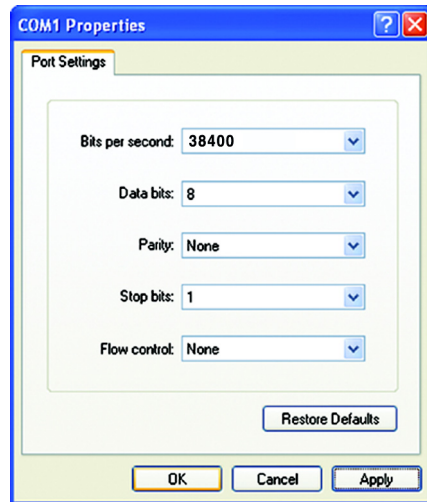 COM1 Properties
Port Settings
Bits per second: 38400
Data bits: 8
Parity: None
Stop bits: 1
Flow control: None
Restore Defaults
OK Cancel Apply